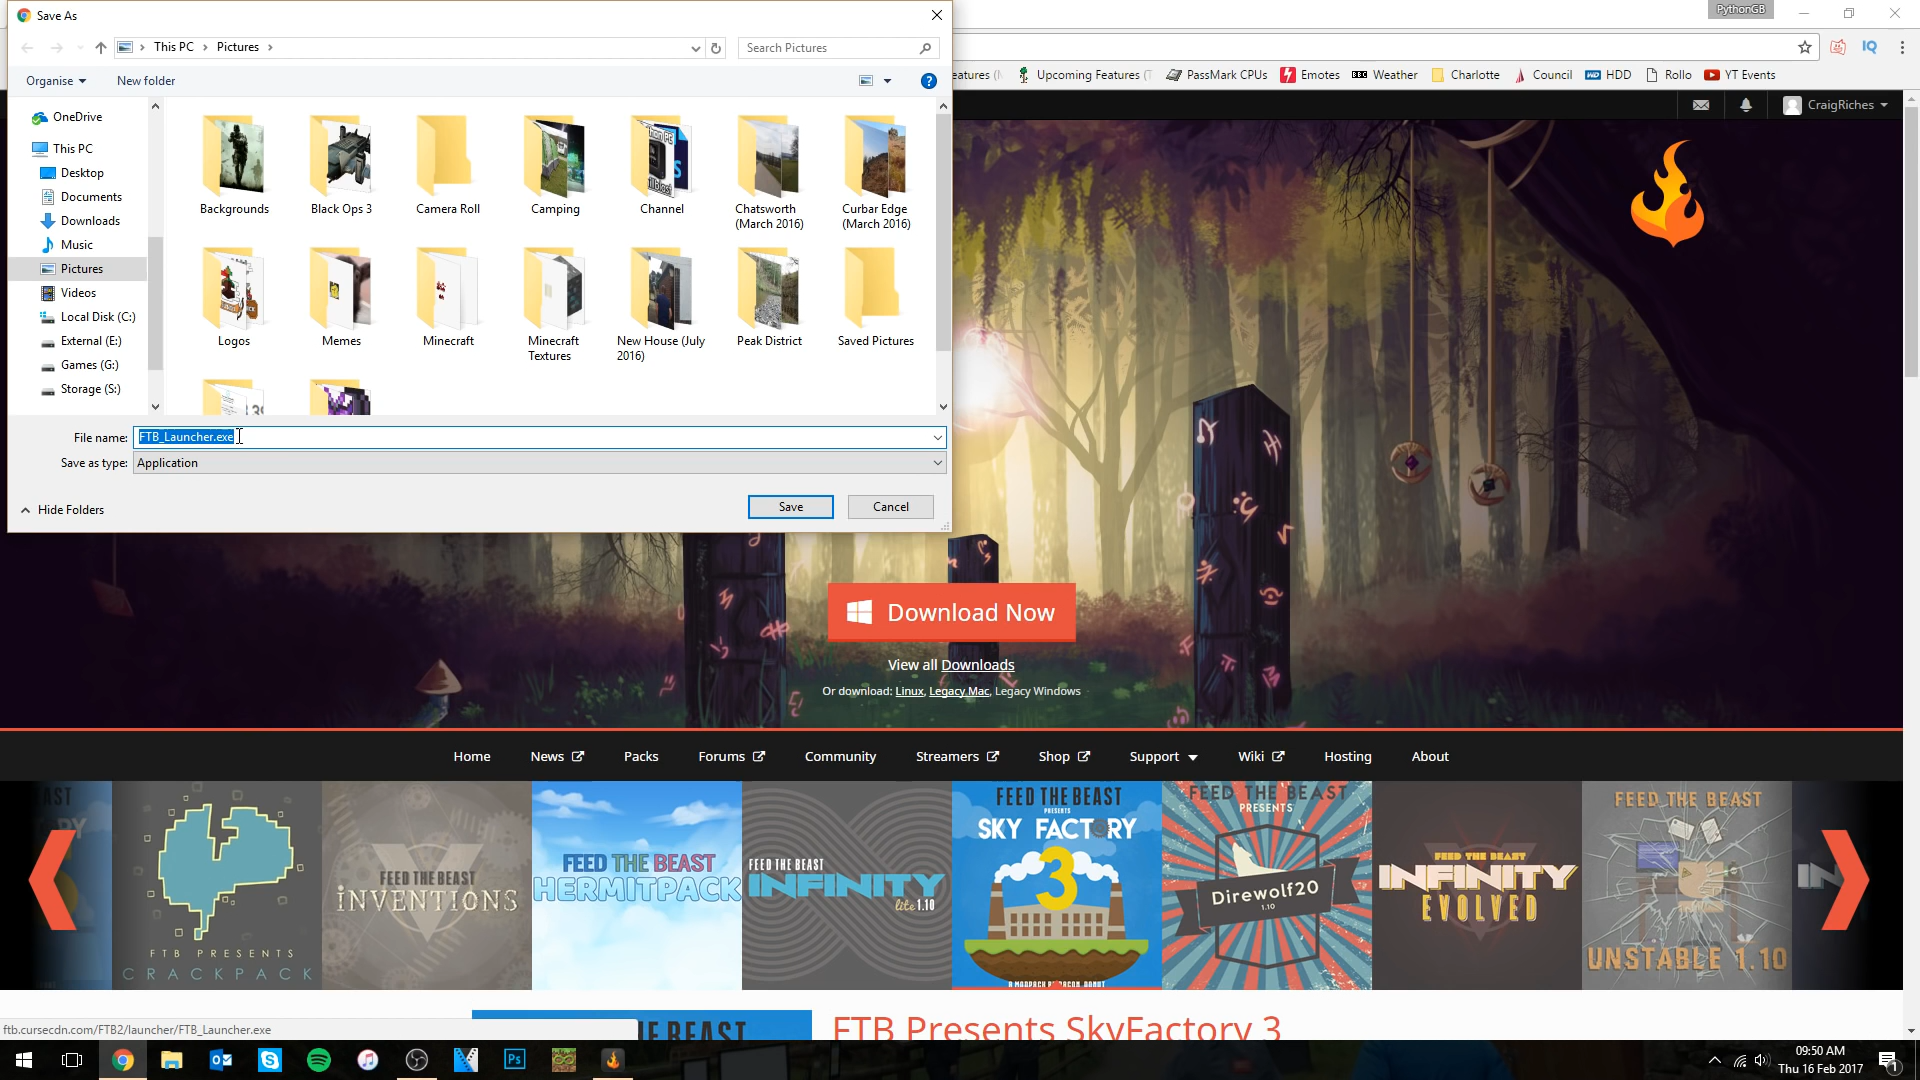 Save As
PythonGB
This PC > Pictures >
Search Pictures
Organise
New folder
eatures (M
Upcoming Features (T
PassMark CPUs
Emotes
BBC Weather
Charlotte
Council
WD HDD
Rollo
YT Events
CraigRiches
OneDrive
This PC
Desktop
Documents
Downloads
Music
Pictures
Videos
Local Disk (C:)
External (E:)
Games (G:)
Storage (S:)
Backgrounds
Black Ops 3
Camera Roll
Camping
Channel
Chatsworth
(March 2016)
Curbar Edge
(March 2016)
Logos
Memes
Minecraft
Minecraft
Textures
New House (July
2016)
Peak District
Saved Pictures
File name: FTB_Launcher.exe
Save as type: Application
Hide Folders
Save
Cancel
Download Now
View all Downloads
Or download: Linux, Legacy Mac, Legacy Windows
Home
News
Packs
Forums
Community
Streamers
Shop
Support
Wiki
Hosting
About
FTB PRESENTS
CRACKPACK
FEED THE BEAST
INVENTIONS
FEED THE BEAST
HERMITPACK
FEED THE BEAST
INFINITY
lite 1.10
FEED THE BEAST
PRESENTS
SKY FACTORY
3
FEED THE BEAST
PRESENTS
Direwolf20
1.10
FEED THE BEAST
INFINITY
EVOLVED
FEED THE BEAST
UNSTABLE 1.10
FTB Presents SkyFactory 3
ftb.cursecdn.com/FTB2/launcher/FTB_Launcher.exe
09:50 AM
Thu 16 Feb 2017